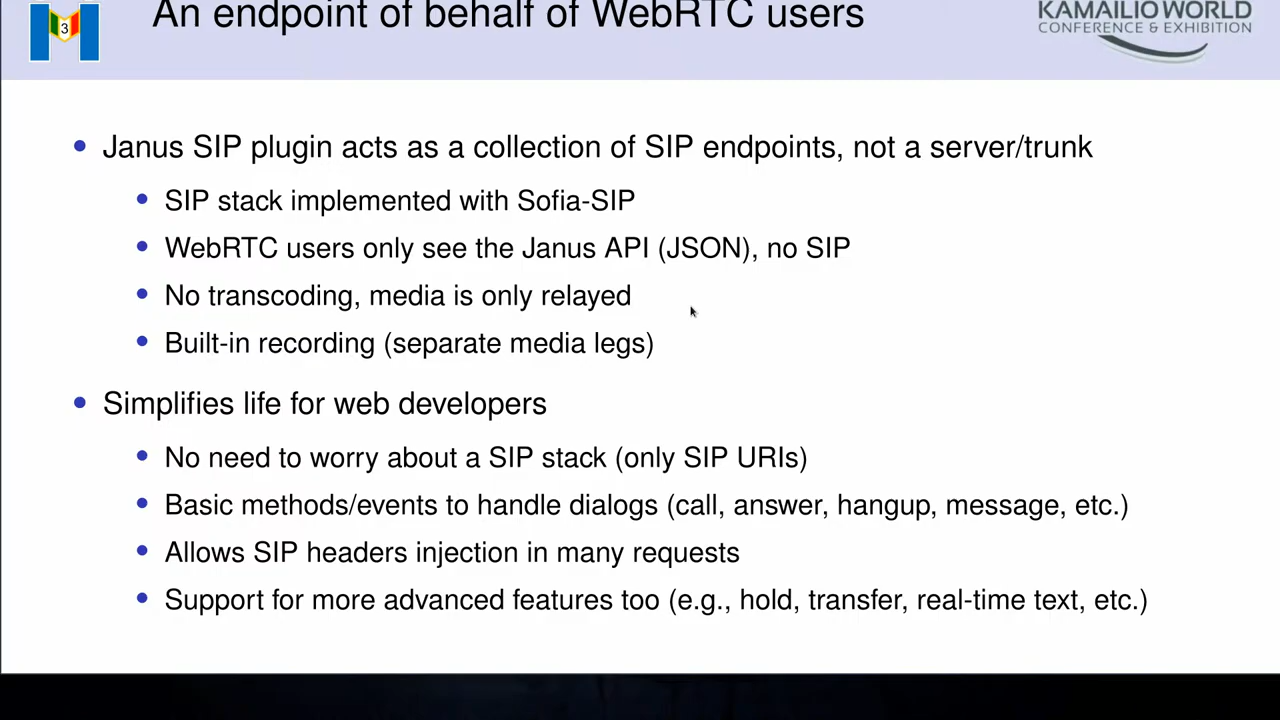 An endpoint of behalf of WebRTC users
3
KAMAILIO WORLD
CONFERENCE & EXHIBITION
Janus SIP plugin acts as a collection of SIP endpoints, not a server/trunk
SIP stack implemented with Sofia-SIP
WebRTC users only see the Janus API (JSON), no SIP
No transcoding, media is only relayed
Built-in recording (separate media legs)
Simplifies life for web developers
No need to worry about a SIP stack (only SIP URIs)
Basic methods/events to handle dialogs (call, answer, hangup, message, etc.)
Allows SIP headers injection in many requests
Support for more advanced features too (e.g., hold, transfer, real-time text, etc.)